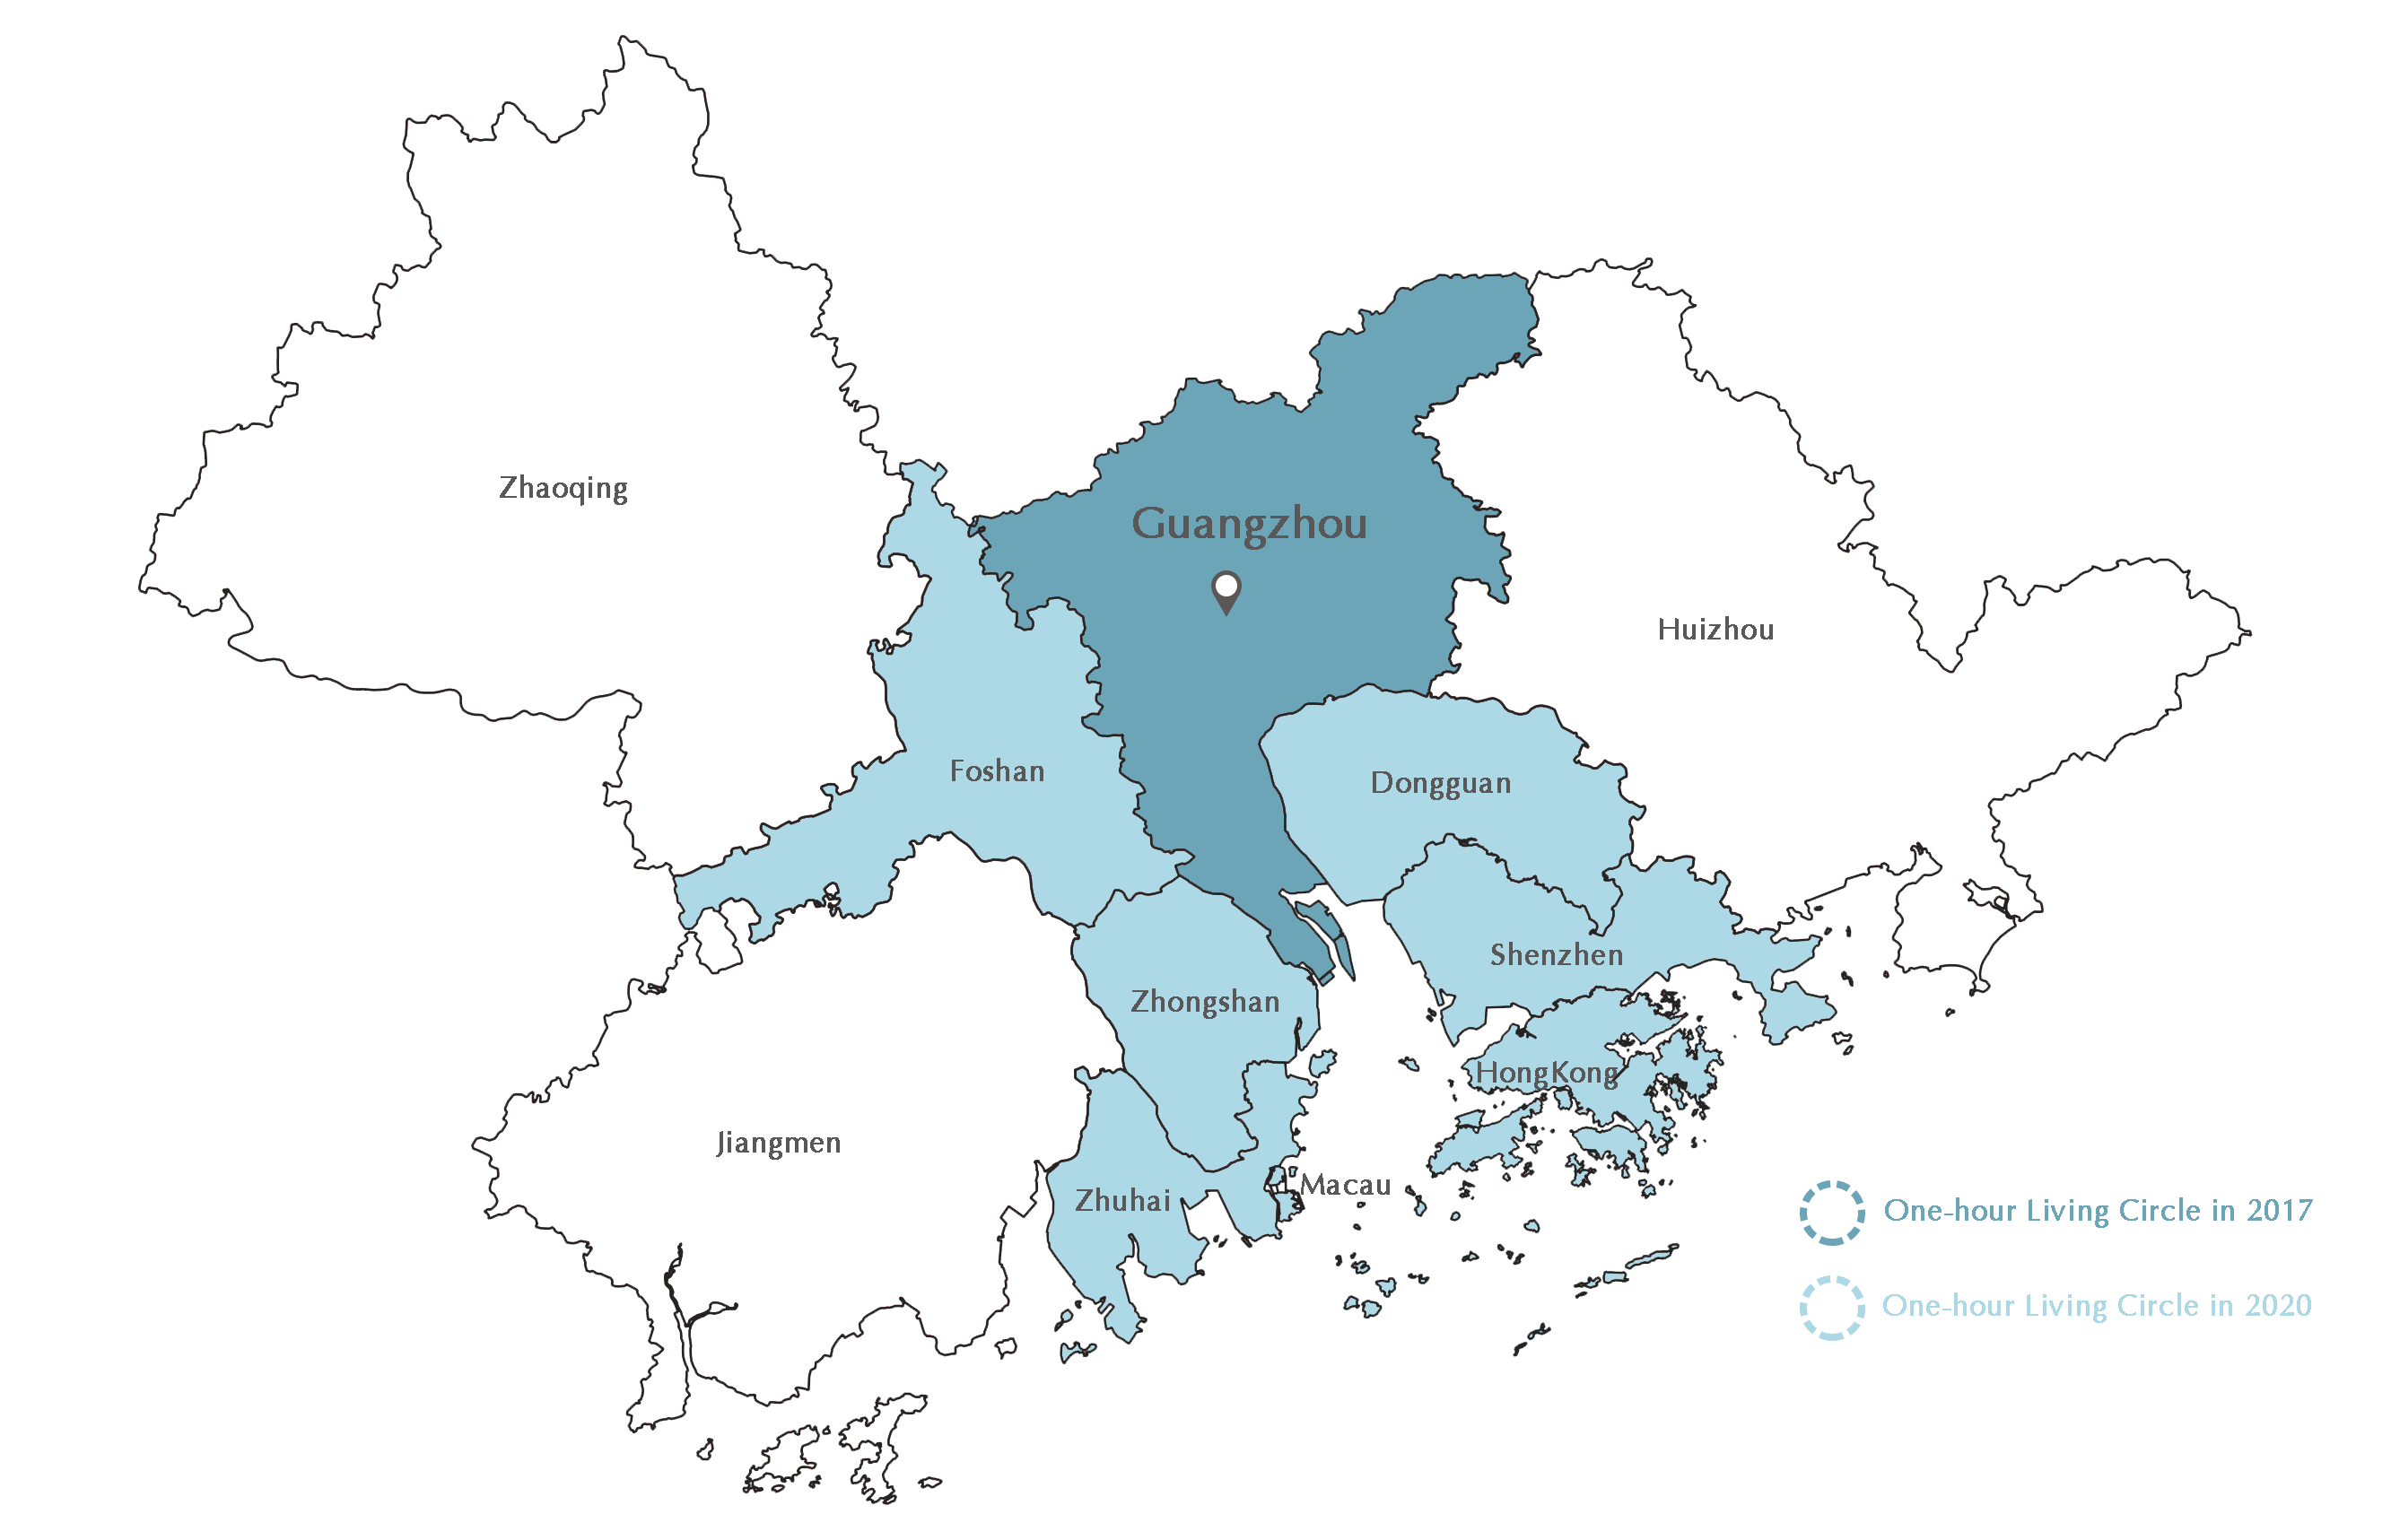 Zhaoqing
Guangzhou
Huizhou
Foshan
Dongguan
Shenzhen
Zhongshan
HongKong
Jiangmen
Macau
Zhuhai
One-hour Living Circle in 2017
One-hour Living Circle in 2020